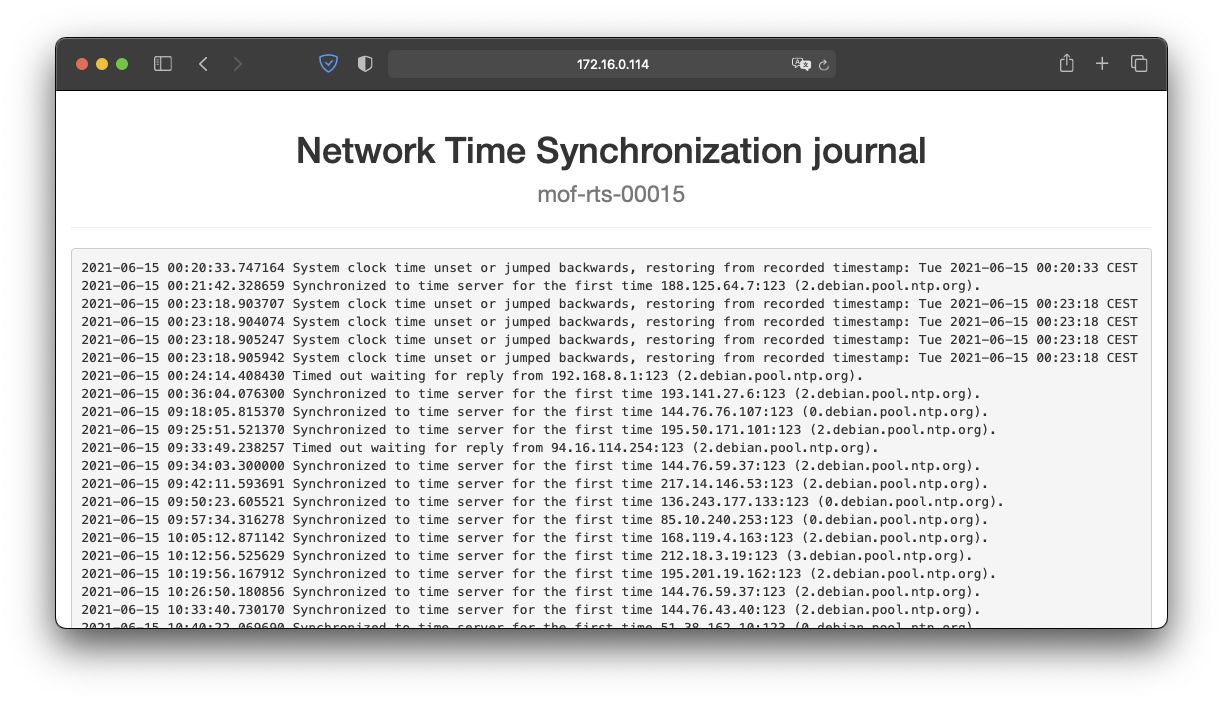 172.16.0.114
Network Time Synchronization journal
mof-rts-00015
2021-06-15 00:20:33.747164 System clock time unset or jumped backwards, restoring from recorded timestamp: Tue 2021-06-15 00:20:33 CEST
2021-06-15 00:21:42.328659 Synchronized to time server for the first time 188.125.64.7:123 (2.debian.pool.ntp.org).
2021-06-15 00:23:18.903707 System clock time unset or jumped backwards, restoring from recorded timestamp: Tue 2021-06-15 00:23:18 CEST
2021-06-15 00:23:18.904074 System clock time unset or jumped backwards, restoring from recorded timestamp: Tue 2021-06-15 00:23:18 CEST
2021-06-15 00:23:18.905247 System clock time unset or jumped backwards, restoring from recorded timestamp: Tue 2021-06-15 00:23:18 CEST
2021-06-15 00:23:18.905942 System clock time unset or jumped backwards, restoring from recorded timestamp: Tue 2021-06-15 00:23:18 CEST
2021-06-15 00:24:14.408430 Timed out waiting for reply from 192.168.8.1:123 (2.debian.pool.ntp.org).
2021-06-15 00:36:04.076300 Synchronized to time server for the first time 193.141.27.6:123 (2.debian.pool.ntp.org).
2021-06-15 09:18:05.815370 Synchronized to time server for the first time 144.76.76.107:123 (0.debian.pool.ntp.org).
2021-06-15 09:25:51.521370 Synchronized to time server for the first time 195.50.171.101:123 (2.debian.pool.ntp.org).
2021-06-15 09:33:49.238257 Timed out waiting for reply from 94.16.114.254:123 (2.debian.pool.ntp.org).
2021-06-15 09:34:03.300000 Synchronized to time server for the first time 144.76.59.37:123 (2.debian.pool.ntp.org).
2021-06-15 09:42:11.593691 Synchronized to time server for the first time 217.14.146.53:123 (2.debian.pool.ntp.org).
2021-06-15 09:50:23.605521 Synchronized to time server for the first time 136.243.177.133:123 (0.debian.pool.ntp.org).
2021-06-15 09:57:34.316278 Synchronized to time server for the first time 85.10.240.253:123 (0.debian.pool.ntp.org).
2021-06-15 10:05:12.871142 Synchronized to time server for the first time 168.119.4.163:123 (2.debian.pool.ntp.org).
2021-06-15 10:12:56.525629 Synchronized to time server for the first time 212.18.3.19:123 (3.debian.pool.ntp.org).
2021-06-15 10:19:56.167912 Synchronized to time server for the first time 195.201.19.162:123 (2.debian.pool.ntp.org).
2021-06-15 10:26:50.180856 Synchronized to time server for the first time 144.76.59.37:123 (2.debian.pool.ntp.org).
2021-06-15 10:33:40.730170 Synchronized to time server for the first time 144.76.43.40:123 (2.debian.pool.ntp.org).
2021-06-15 10:40:22.069690 Synchronized to time server for the first time 51.38.162.10:123 (0.debian.pool.ntp.org).